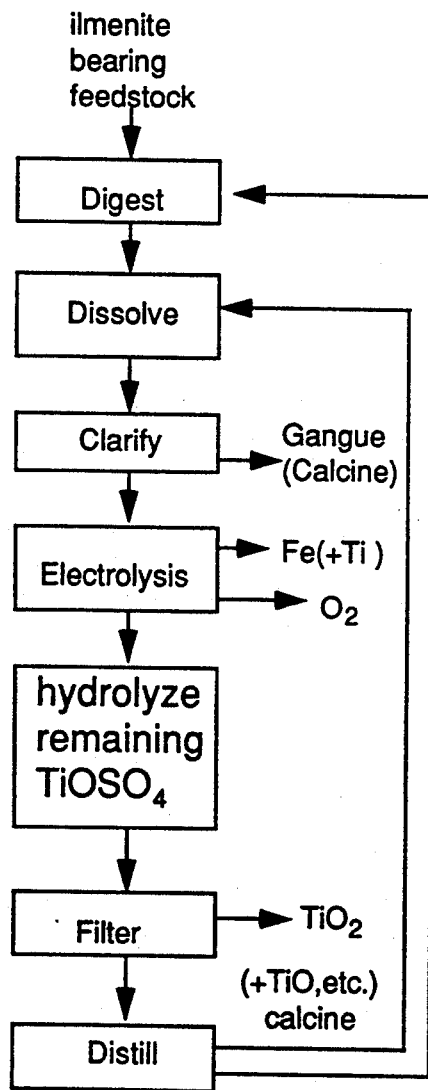 ilmenite
bearing
feedstock
Digest
Dissolve
Clarify
Gangue
(Calcine)
Electrolysis
Fe(+Ti )
O₂
hydrolyze
remaining
TiOSO₄
Filter
TiO₂
(+TiO,etc.)
calcine
Distill